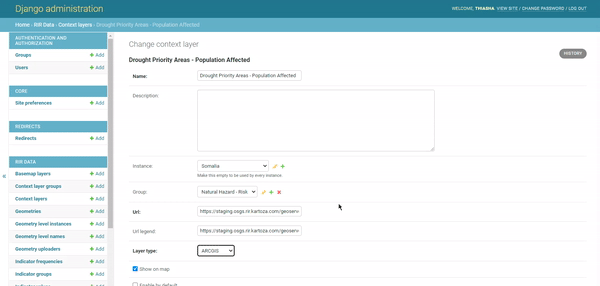 Django administration
WELCOME, THIASHA VIEW SITE / CHANGE PASSWORD / LOG OUT
Home › RIR Data › Context layers › Drought Priority Areas - Population Affected
AUTHENTICATION AND AUTHORIZATION
Groups + Add
Users + Add
CORE
Site preferences + Add
REDIRECTS
Redirects + Add
RIR DATA
Basemap layers + Add
Context layer groups + Add
Context layers + Add
Geometries + Add
Geometry level instances + Add
Geometry level names + Add
Geometry uploaders + Add
Indicator frequencies + Add
Indicator groups + Add
«
Change context layer
HISTORY
Drought Priority Areas - Population Affected
Name: Drought Priority Areas - Population Affected
Description:
Instance: Somalia
Make this empty to be used by every instance
Group: Natural Hazard - Risk
Url: https://staging.osgs.rir.kartoza.com/geoserv
Url legend: https://staging.osgs.rir.kartoza.com/geoserv
Layer type: ARCGIS
Show on map
Enable by default